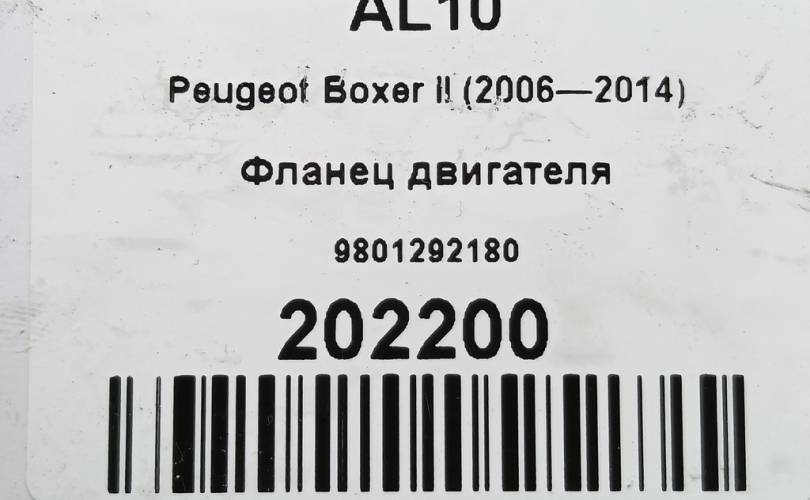 AL10
Peugeot Boxer II (2006—2014)
Фланец двигателя
9801292180
202200